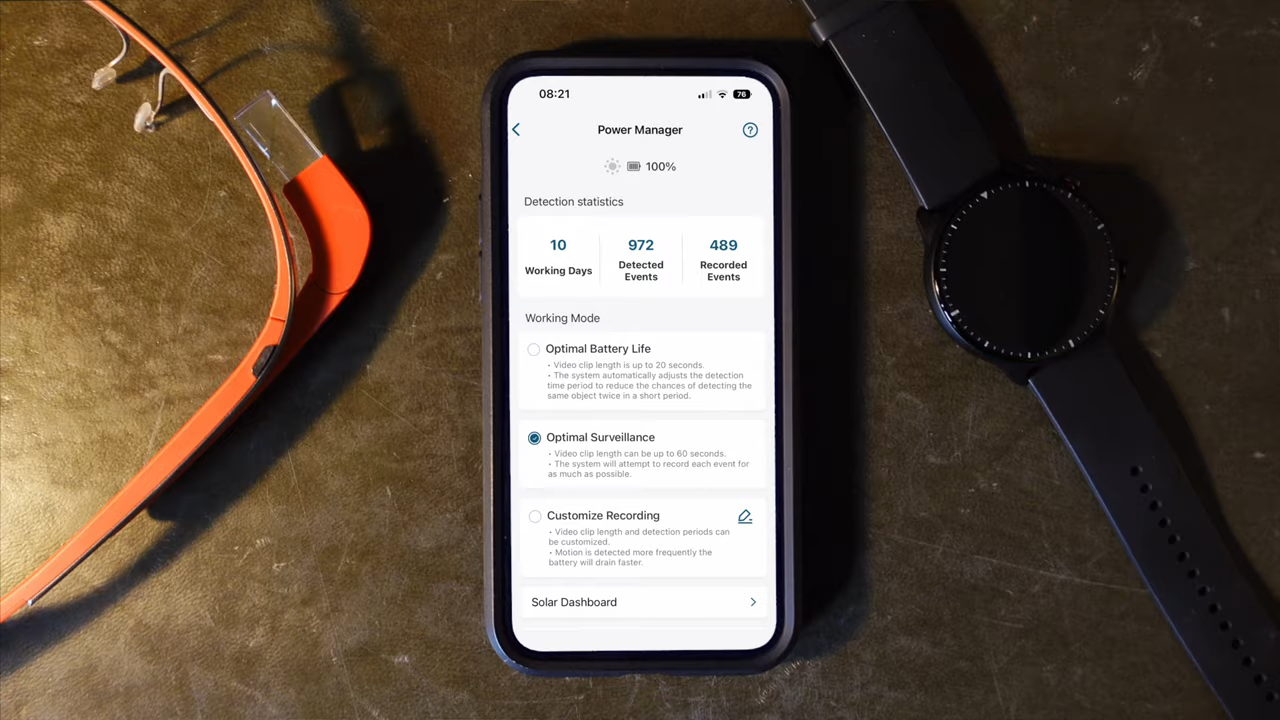 08:21
76
Power Manager
?
100%
Detection statistics
10
Working Days
972
Detected
Events
489
Recorded
Events
Working Mode
Optimal Battery Life
• Video clip length is up to 20 seconds.
• The system automatically adjusts the detection
time period to reduce the chances of detecting the
same object twice in a short period.
Optimal Surveillance
• Video clip length can be up to 60 seconds.
• The system will attempt to record each event for
as much as possible.
Customize Recording
• Video clip length and detection periods can
be customized.
• Motion is detected more frequently the
battery will drain faster.
Solar Dashboard